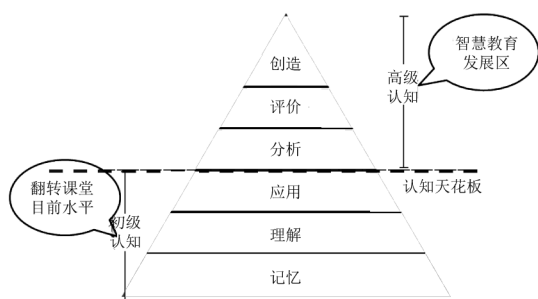 创造
评价
分析
应用
理解
记忆
高级
认知
智慧教育
发展区
认知天花板
翻转课堂
目前水平
初级
认知